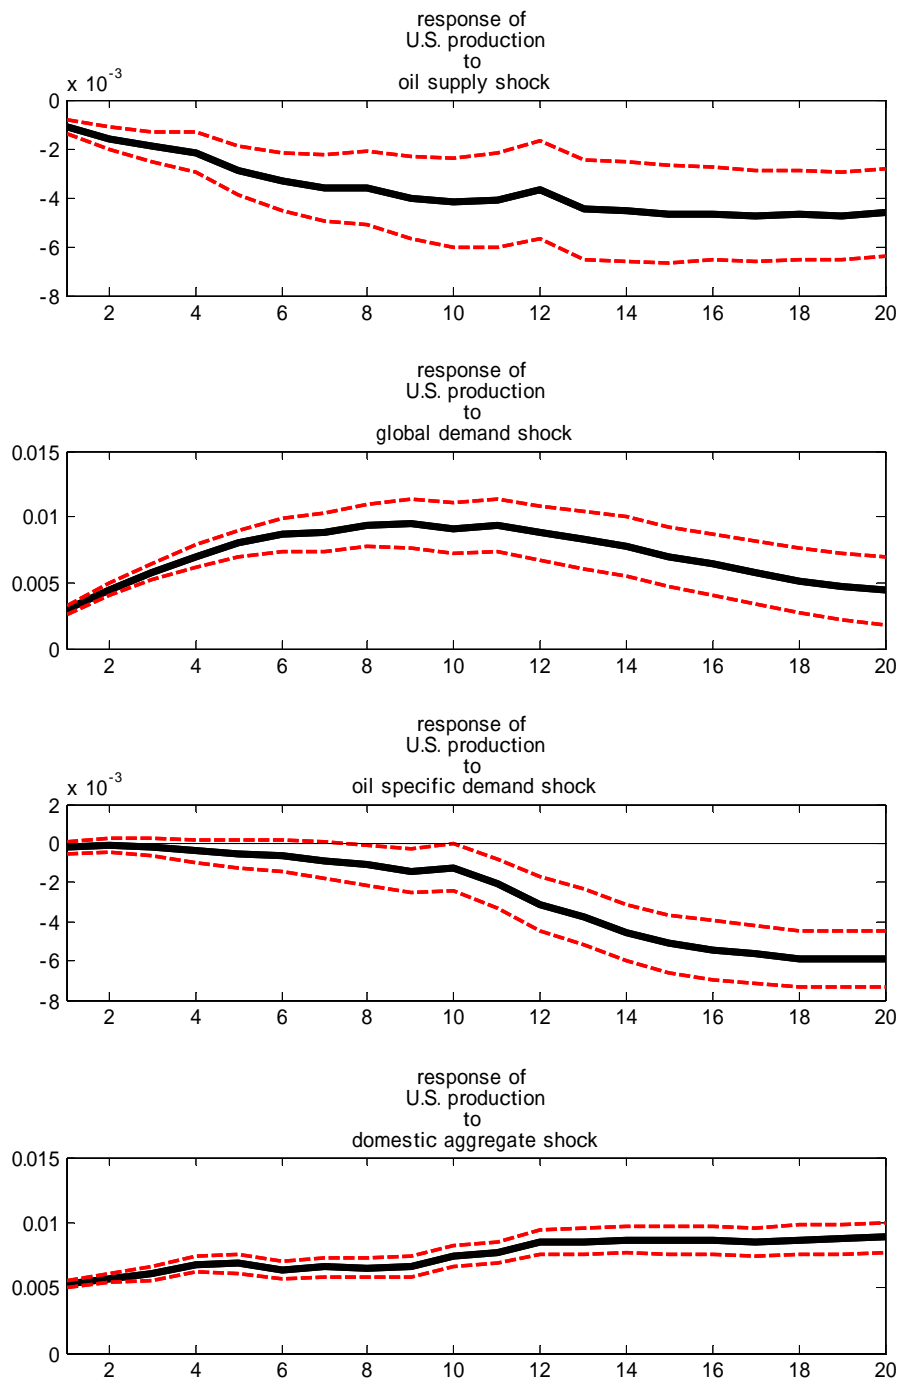 response of
U.S. production
to
oil supply shock
x 10^-3
0
-2
-4
-6
-8
2 4 6 8 10 12 14 16 18 20
response of
U.S. production
to
global demand shock
0.015
0.01
0.005
0
2 4 6 8 10 12 14 16 18 20
response of
U.S. production
to
oil specific demand shock
x 10^-3
2
0
-2
-4
-6
-8
2 4 6 8 10 12 14 16 18 20
response of
U.S. production
to
domestic aggregate shock
0.015
0.01
0.005
0
2 4 6 8 10 12 14 16 18 20